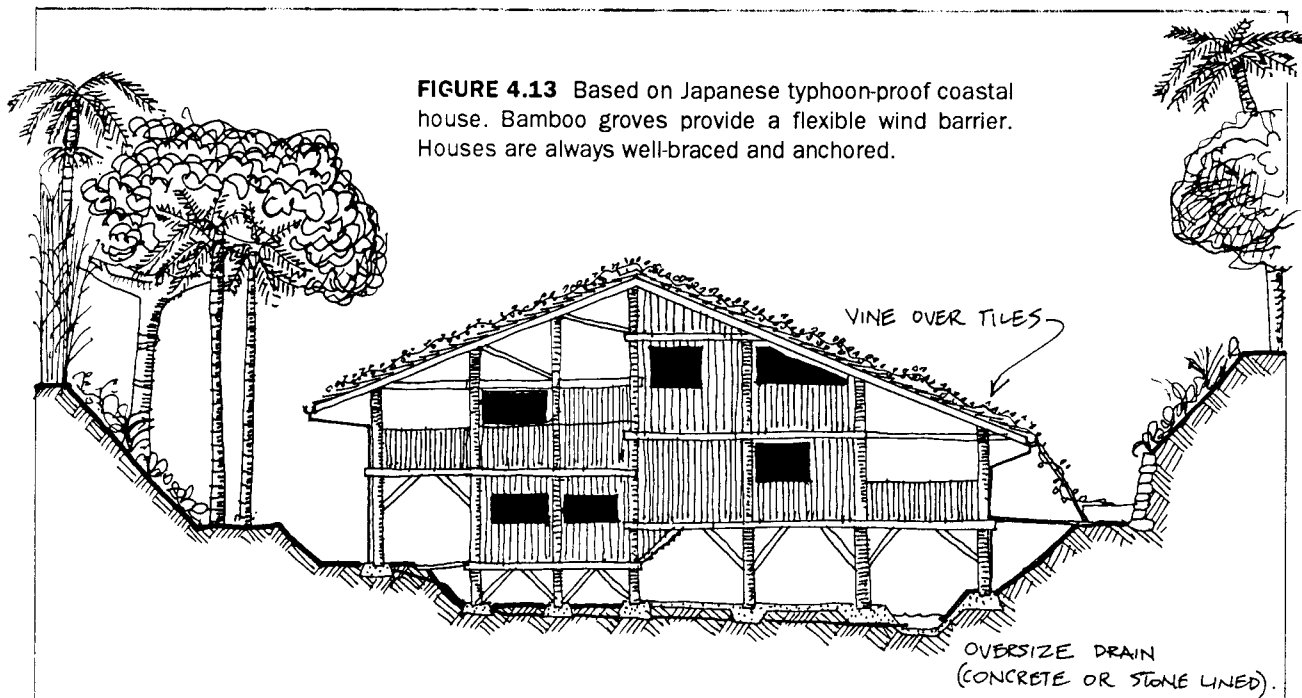 FIGURE 4.13 Based on Japanese typhoon-proof coastal
house. Bamboo groves provide a flexible wind barrier.
Houses are always well-braced and anchored.
VINE OVER TILES
OVERSIZE DRAIN
(CONCRETE OR STONE LINED).